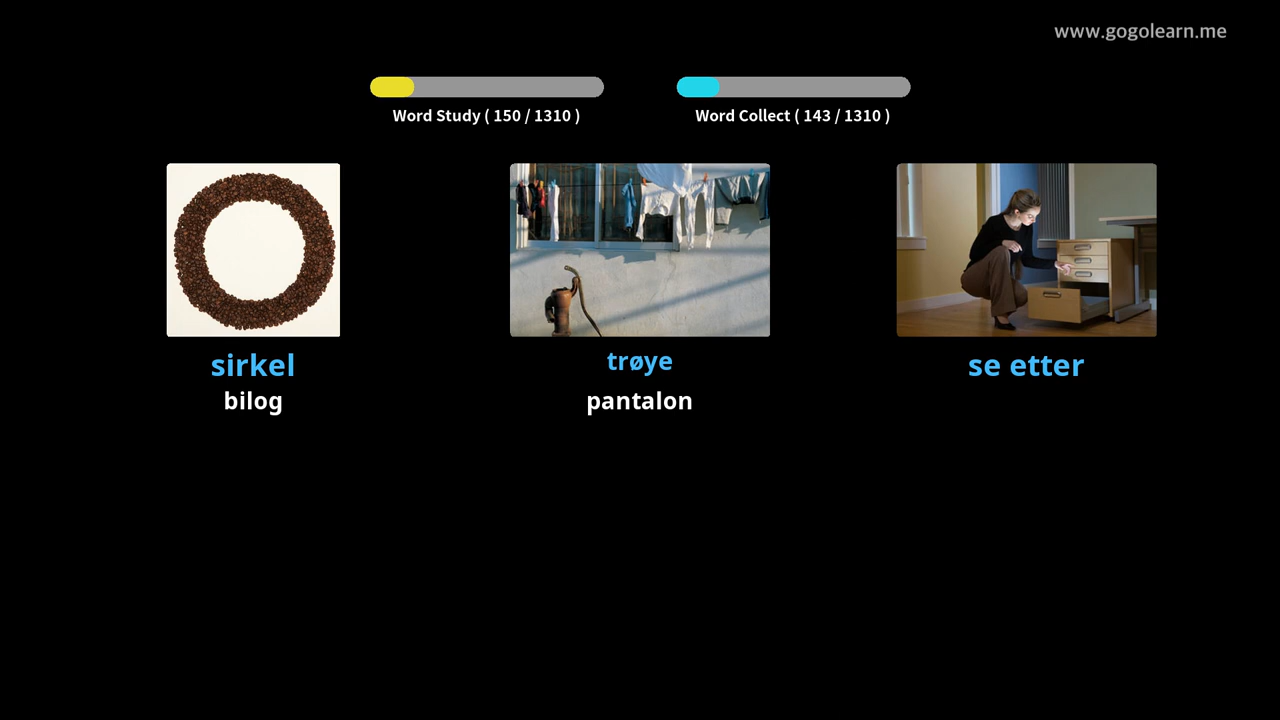 www.gogolearn.me
Word Study ( 150 / 1310 )
Word Collect ( 143 / 1310 )
sirkel
bilog
trøye
pantalon
se etter